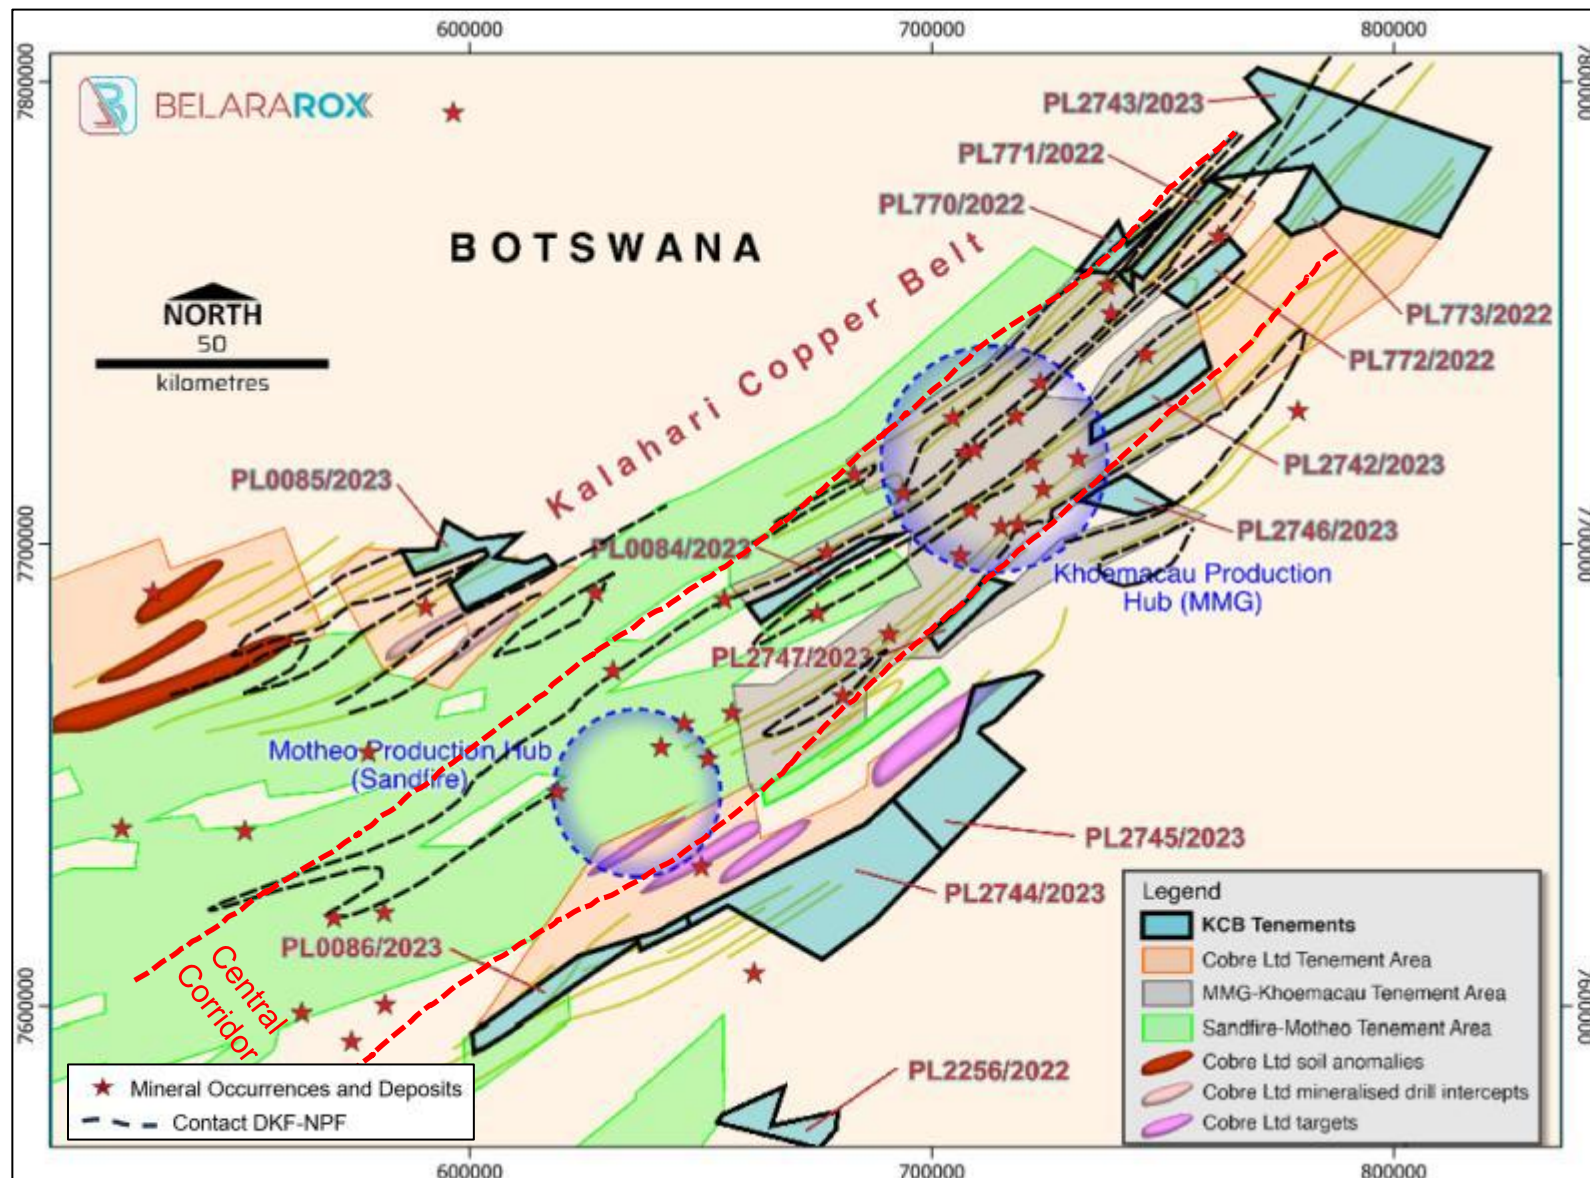 600000
700000
800000
7800000
7800000
BELARAROX
PL2743/2023
PL771/2022
PL770/2022
BOTSWANA
Kalahari Copper Belt
NORTH
50
kilometres
PL773/2022
PL772/2022
PL0085/2023
PL2742/2023
PL2746/2023
7700000
7700000
PL0084/2023
Khoemacau Production
Hub (MMG)
PL2747/2023
Motheo Production Hub
(Sandfire)
PL2745/2023
PL2744/2023
PL0086/2023
Central
Corridor
7600000
7600000
PL2256/2022
Legend
KCB Tenements
Cobre Ltd Tenement Area
MMG-Khoemacau Tenement Area
Sandfire-Motheo Tenement Area
Cobre Ltd soil anomalies
Cobre Ltd mineralised drill intercepts
Cobre Ltd targets
Mineral Occurrences and Deposits
Contact DKF-NPF
600000
700000
800000